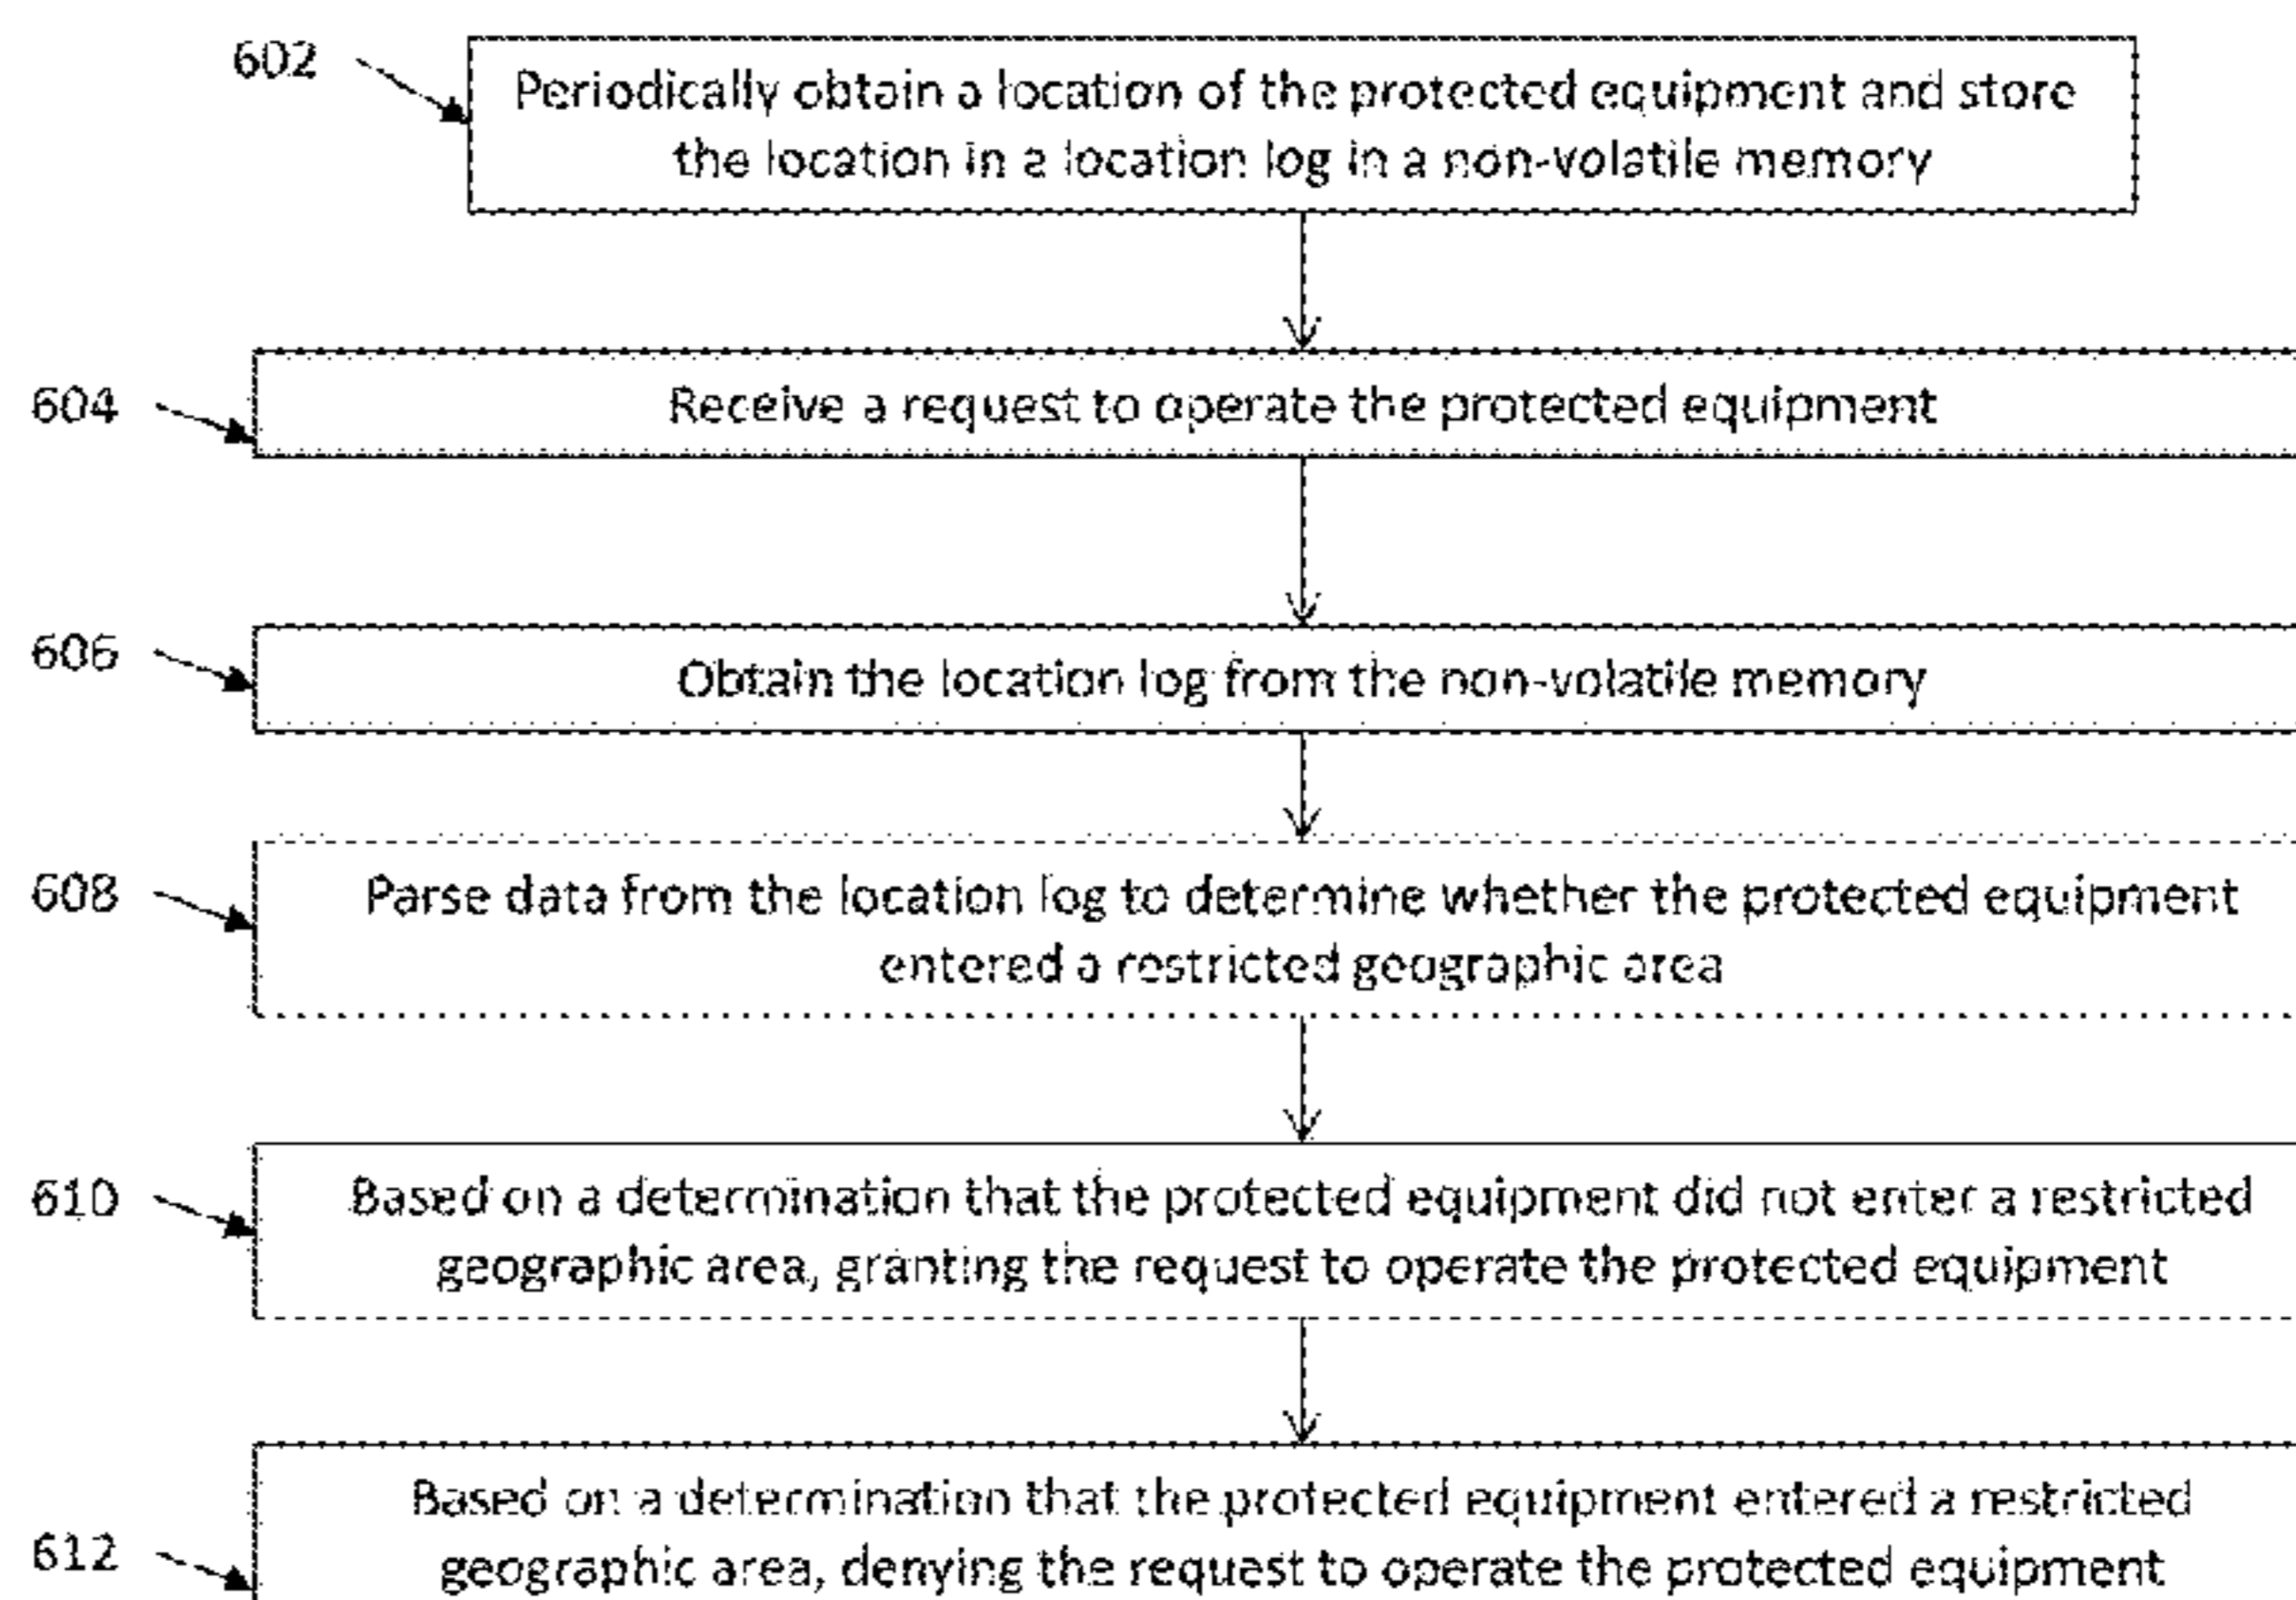 602
Periodically obtain a location of the protected equipment and store
the location in a location log in a non-volatile memory
604
Receive a request to operate the protected equipment
606
Obtain the location log from the non-volatile memory
608
Parse data from the location log to determine whether the protected equipment
entered a restricted geographic area
610
Based on a determination that the protected equipment did not enter a restricted
geographic area, granting the request to operate the protected equipment
612
Based on a determination that the protected equipment entered a restricted
geographic area, denying the request to operate the protected equipment